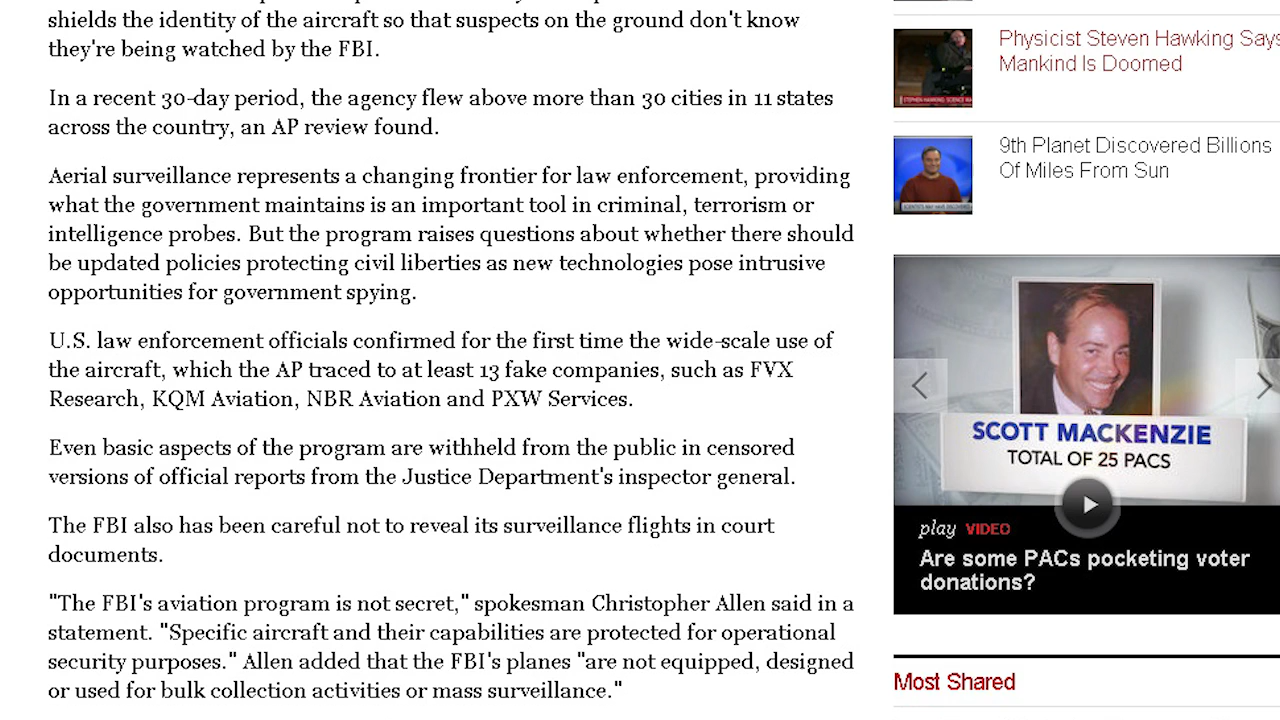 shields the identity of the aircraft so that suspects on the ground don't know
they're being watched by the FBI.
In a recent 30-day period, the agency flew above more than 30 cities in 11 states
across the country, an AP review found.
Aerial surveillance represents a changing frontier for law enforcement, providing
what the government maintains is an important tool in criminal, terrorism or
intelligence probes. But the program raises questions about whether there should
be updated policies protecting civil liberties as new technologies pose intrusive
opportunities for government spying.
U.S. law enforcement officials confirmed for the first time the wide-scale use of
the aircraft, which the AP traced to at least 13 fake companies, such as FVX
Research, KQM Aviation, NBR Aviation and PXW Services.
Even basic aspects of the program are withheld from the public in censored
versions of official reports from the Justice Department's inspector general.
The FBI also has been careful not to reveal its surveillance flights in court
documents.
"The FBI's aviation program is not secret," spokesman Christopher Allen said in a
statement. "Specific aircraft and their capabilities are protected for operational
security purposes." Allen added that the FBI's planes "are not equipped, designed
or used for bulk collection activities or mass surveillance."
Physicist Steven Hawking Says
Mankind Is Doomed
9th Planet Discovered Billions
Of Miles From Sun
SCOTT MACKENZIE
TOTAL OF 25 PACS
play VIDEO
Are some PACs pocketing voter
donations?
Most Shared